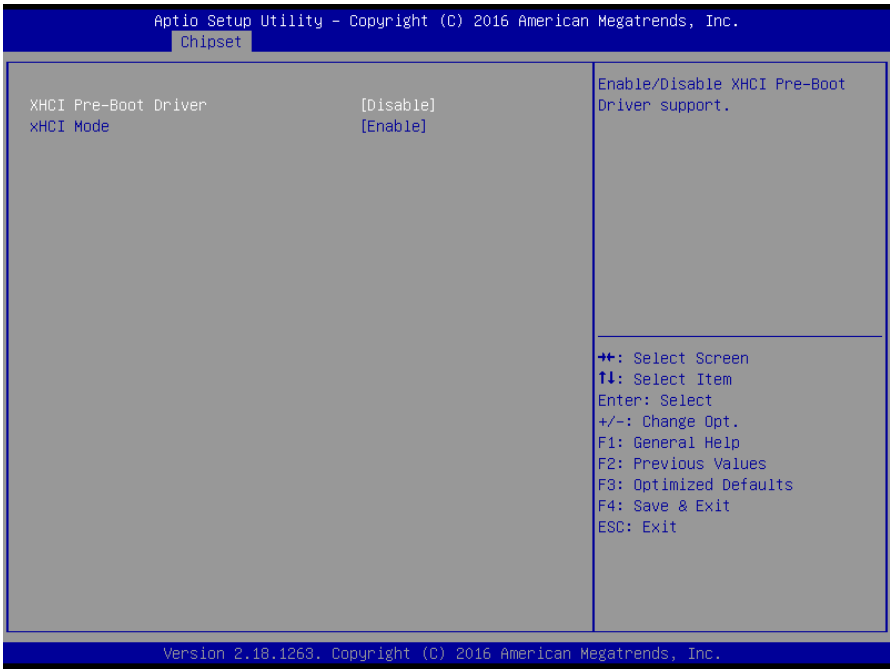 Aptio Setup Utility – Copyright (C) 2016 American Megatrends, Inc.
Chipset
XHCI Pre-Boot Driver [Disable]
xHCI Mode [Enable]
Enable/Disable XHCI Pre-Boot
Driver support.
→←: Select Screen
↑↓: Select Item
Enter: Select
+/-: Change Opt.
F1: General Help
F2: Previous Values
F3: Optimized Defaults
F4: Save & Exit
ESC: Exit
Version 2.18.1263. Copyright (C) 2016 American Megatrends, Inc.